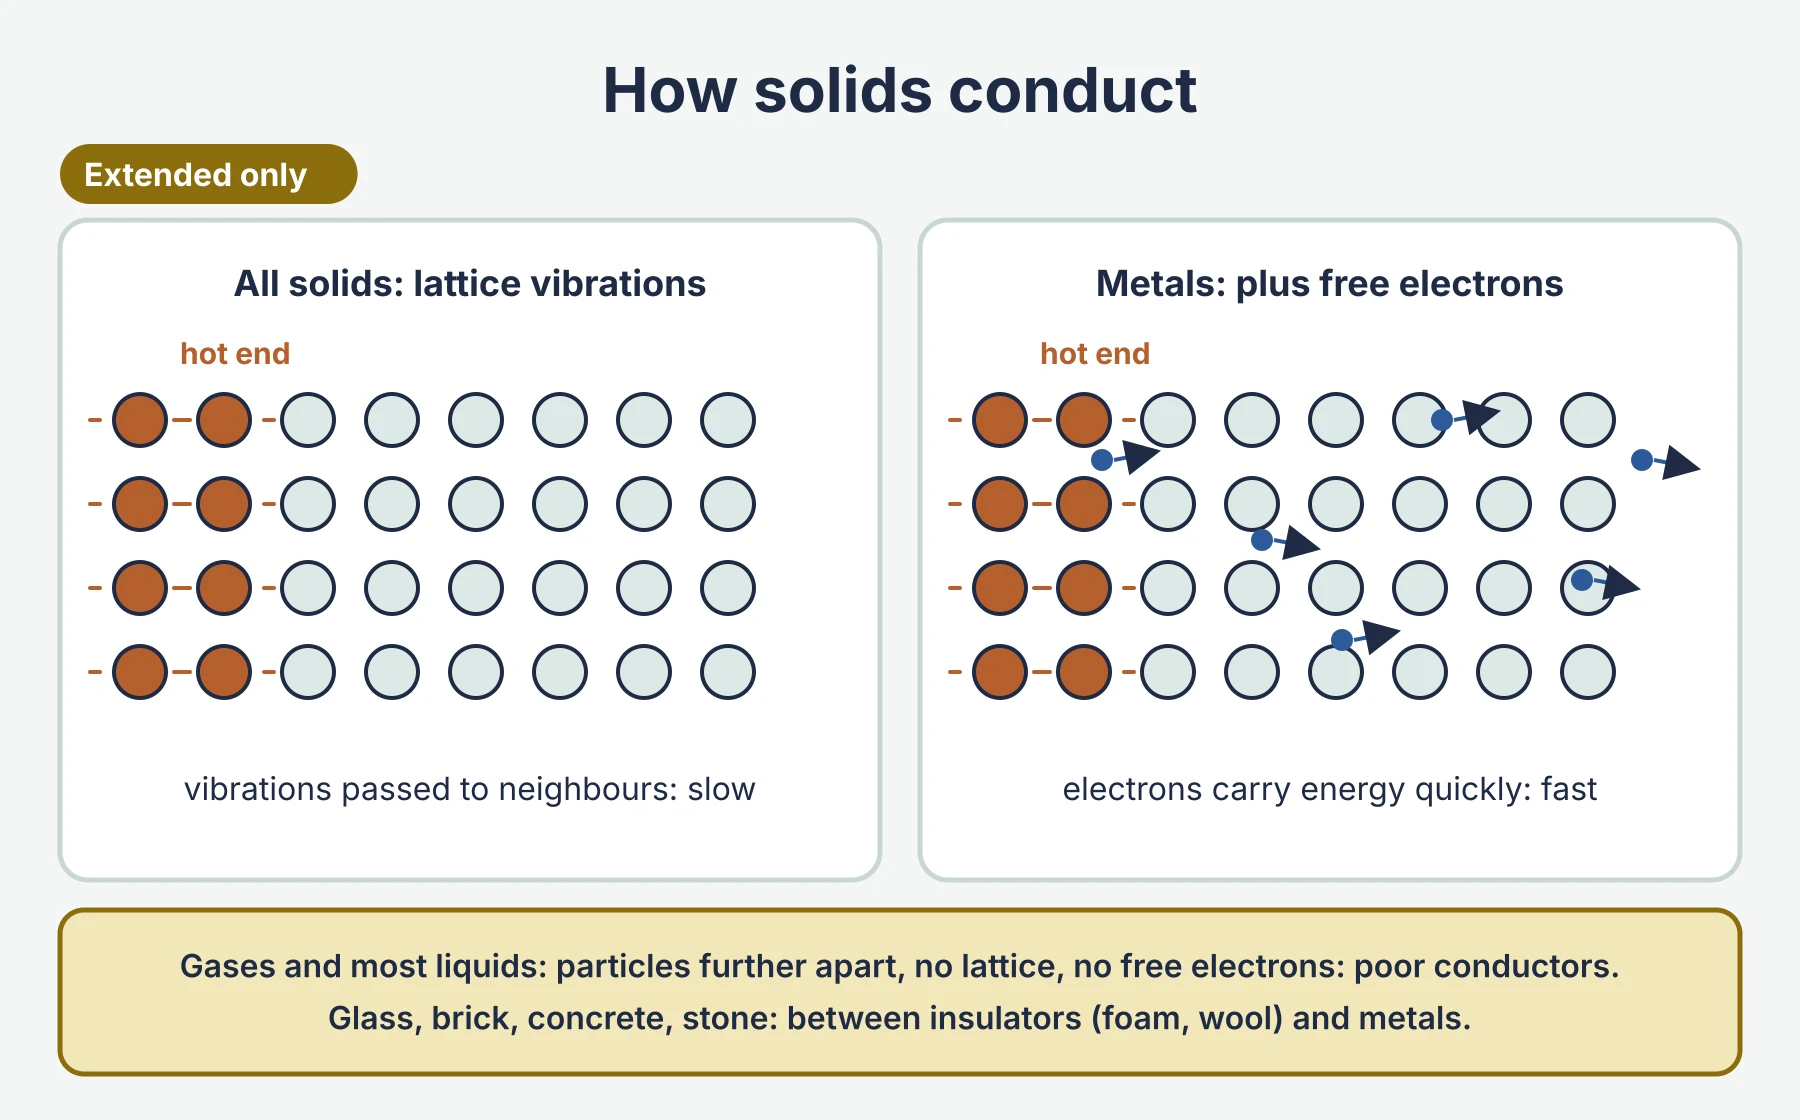 How solids conduct
Extended only
All solids: lattice vibrations
hot end
vibrations passed to neighbours: slow
Metals: plus free electrons
hot end
electrons carry energy quickly: fast
Gases and most liquids: particles further apart, no lattice, no free electrons: poor conductors.
Glass, brick, concrete, stone: between insulators (foam, wool) and metals.